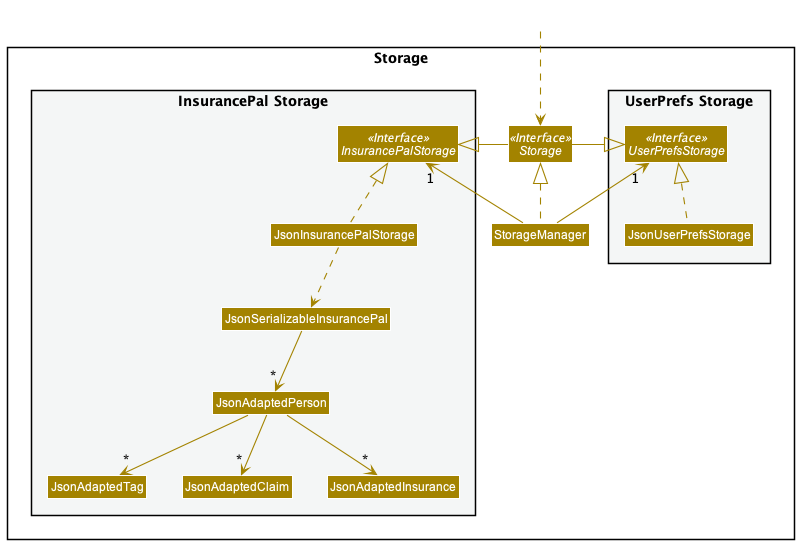 Storage
InsurancePal Storage
UserPrefs Storage
«Interface»
InsurancePalStorage
«Interface»
Storage
«Interface»
UserPrefsStorage
1
1
JsonInsurancePalStorage
StorageManager
JsonUserPrefsStorage
JsonSerializableInsurancePal
*
JsonAdaptedPerson
*
*
*
JsonAdaptedTag
JsonAdaptedClaim
JsonAdaptedInsurance